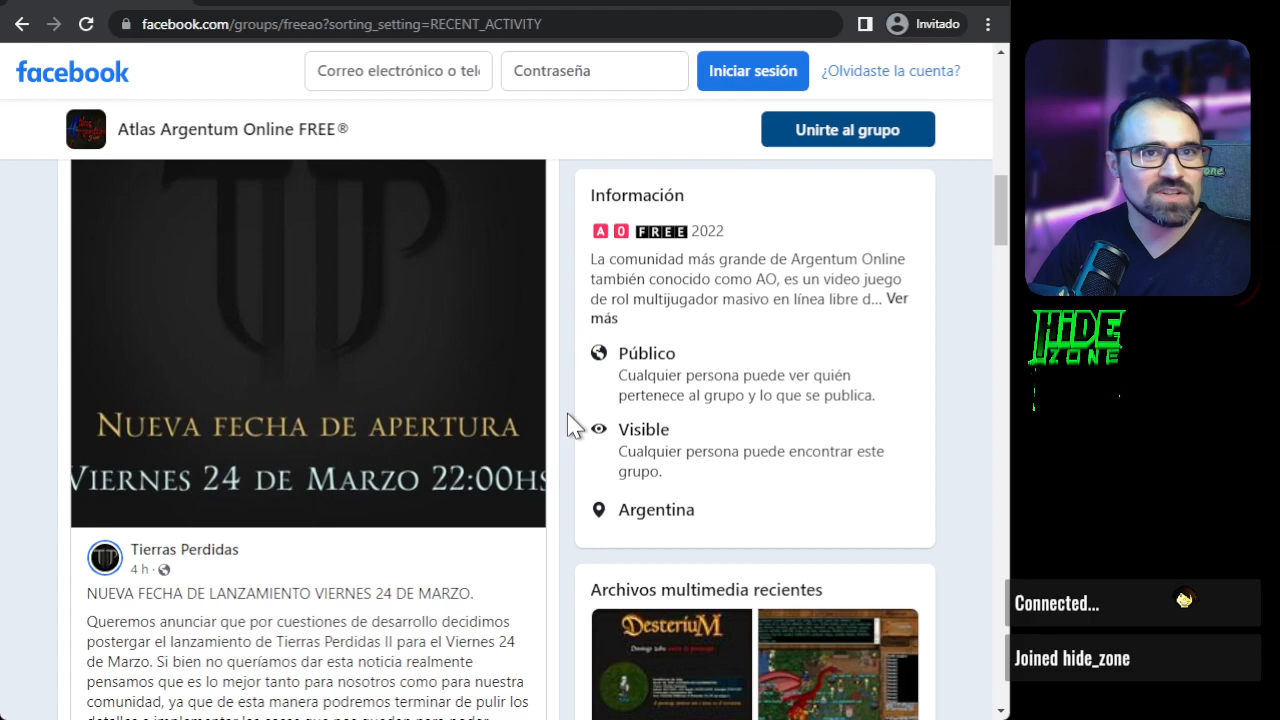 facebook.com/groups/freeao?sorting_setting=RECENT_ACTIVITY
Invitado
facebook
Correo electrónico o telé
Contraseña
Iniciar sesión
¿Olvidaste la cuenta?
Atlas Argentum Online FREE®
Unirte al grupo
NUEVA FECHA DE APERTURA
VIERNES 24 DE MARZO 22:00HS
Tierras Perdidas
4 h ·
NUEVA FECHA DE LANZAMIENTO VIERNES 24 DE MARZO.
Queremos anunciar que por cuestiones de desarrollo decidimos
postergar el lanzamiento de Tierras Perdidas II para el Viernes 24
de Marzo. Si bien no queríamos dar esta noticia realmente
pensamos que es lo mejor tanto para nosotros como para nuestra
comunidad, ya que de esta manera podremos terminar de pulir los
Información
AO FREE 2022
La comunidad más grande de Argentum Online
también conocido como AO, es un video juego
de rol multijugador masivo en línea libre d... Ver
más
Público
Cualquier persona puede ver quién
pertenece al grupo y lo que se publica.
Visible
Cualquier persona puede encontrar este
grupo.
Argentina
Archivos multimedia recientes
DESTERIUM
HiDE
ZONE
Connected...
Joined hide_zone